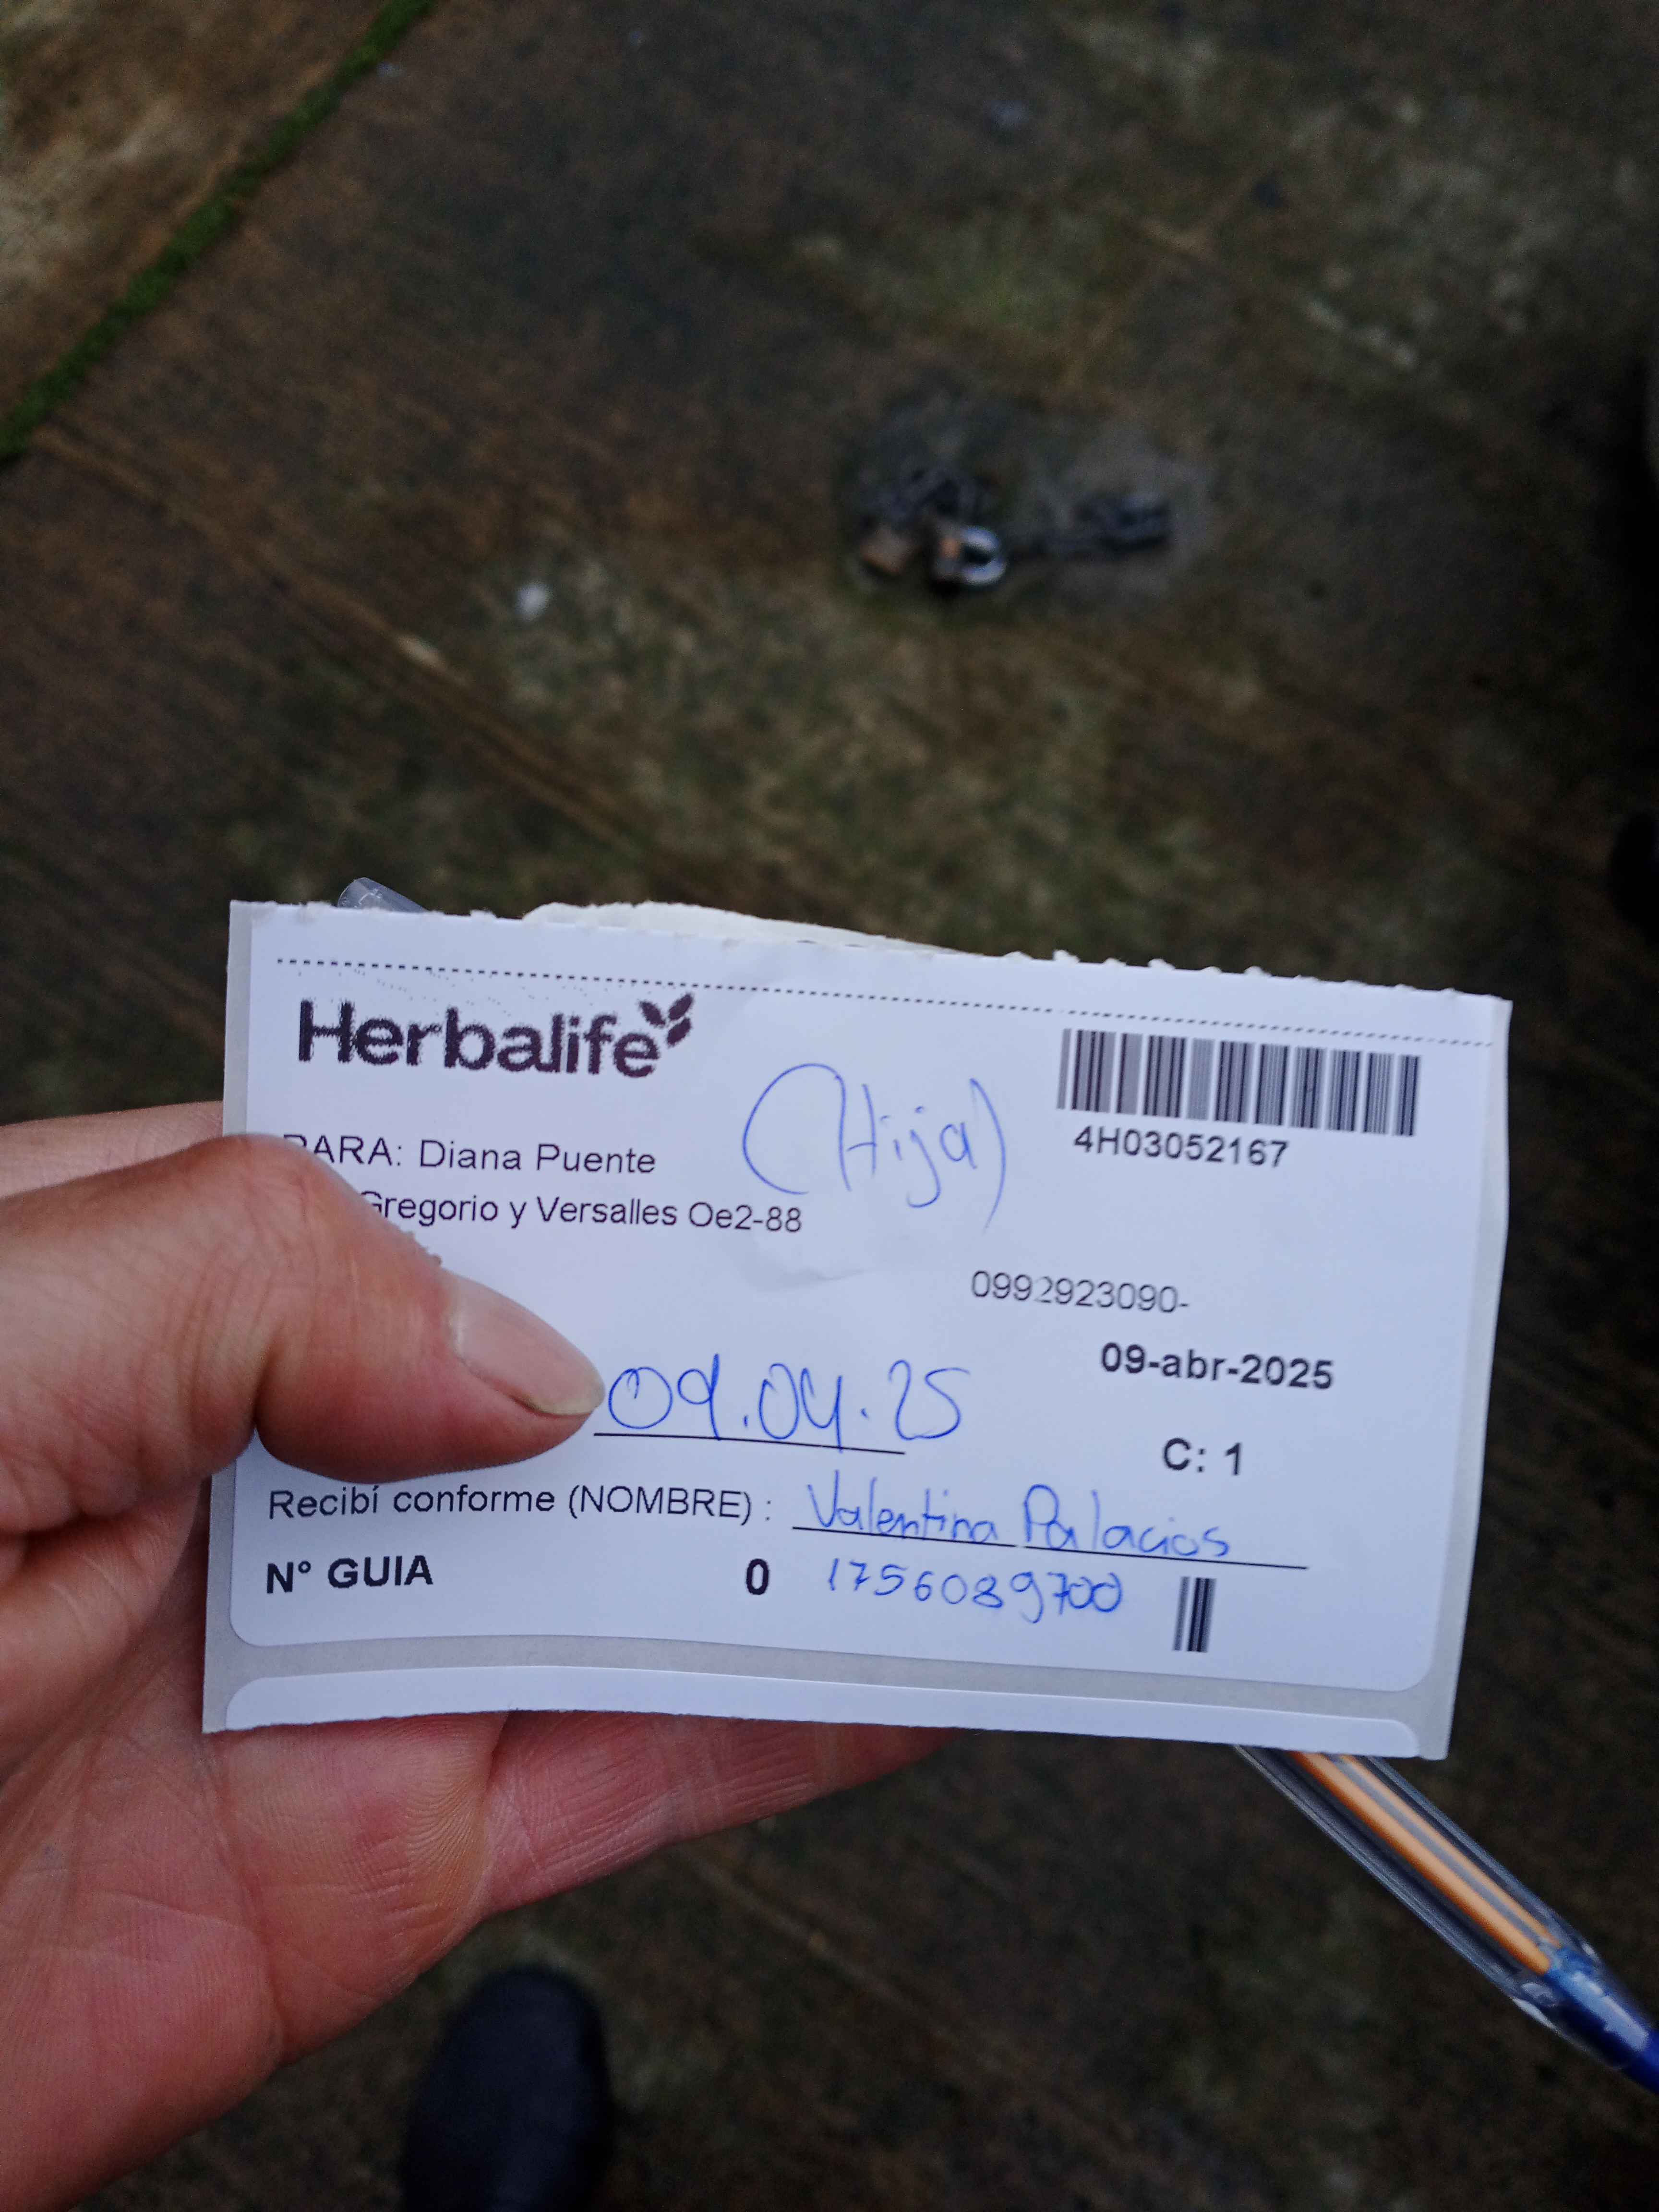 Herbalife
(Hija)
4H03052167
PARA: Diana Puente
Gregorio y Versalles Oe2-88
0992923090-
09-abr-2025
09.04.25
C: 1
Recibí conforme (NOMBRE) : Valentina Palacios
N° GUIA 0 1756089700